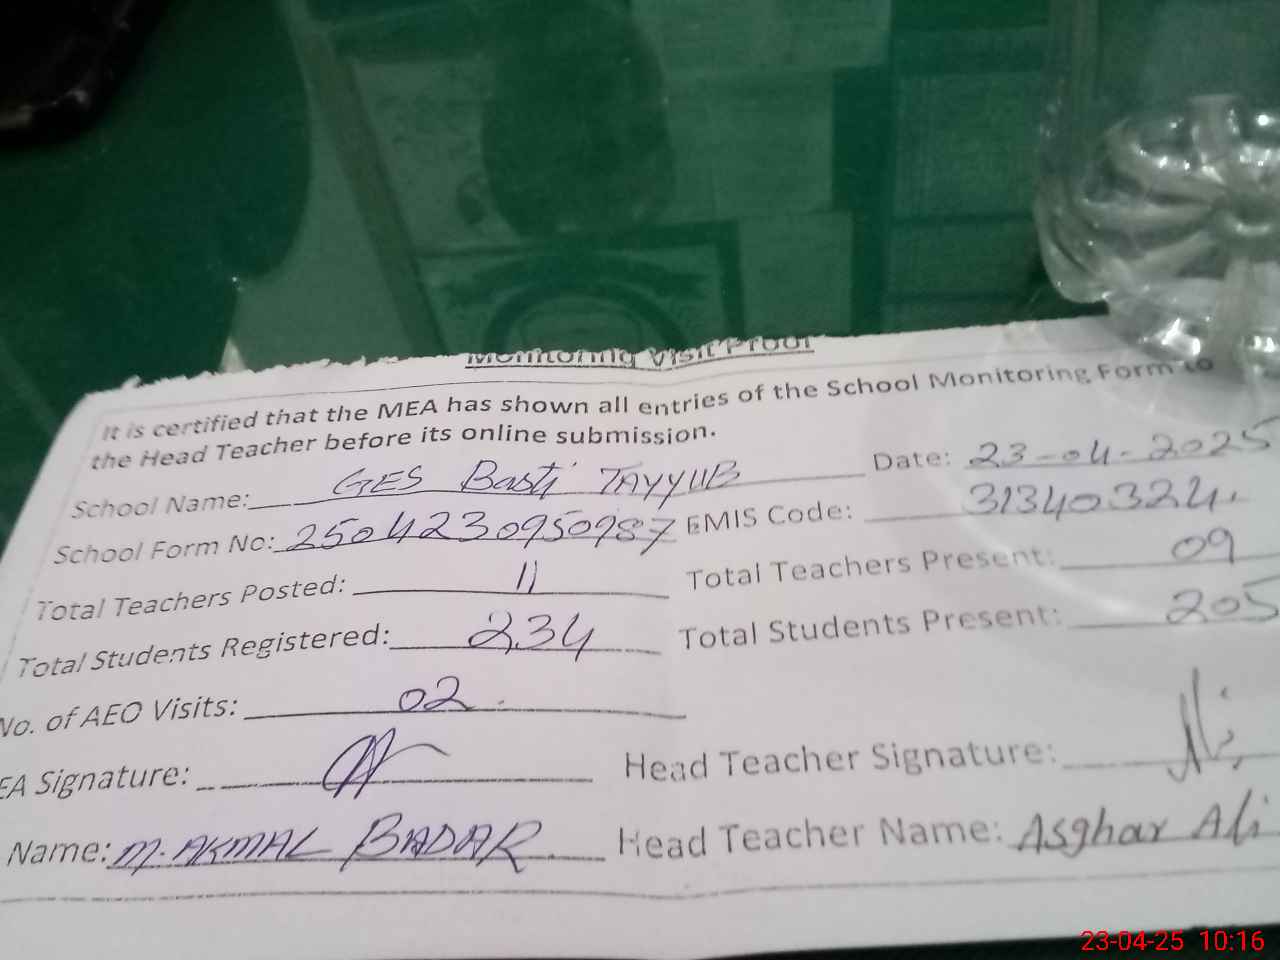 Monitoring Visit Proof
It is certified that the MEA has shown all entries of the School Monitoring Form to
the Head Teacher before its online submission.
School Name: GES Basti TAYYUB Date: 23-04-2025
School Form No: 2504230950987 EMIS Code: 313403224.
Total Teachers Posted: 11 Total Teachers Present: 09
Total Students Registered: 234 Total Students Present: 205
No. of AEO Visits: 02
EA Signature: Head Teacher Signature:
Name: M. AKMAL BADAR Head Teacher Name: Asghar Ali
23-04-25 10:16